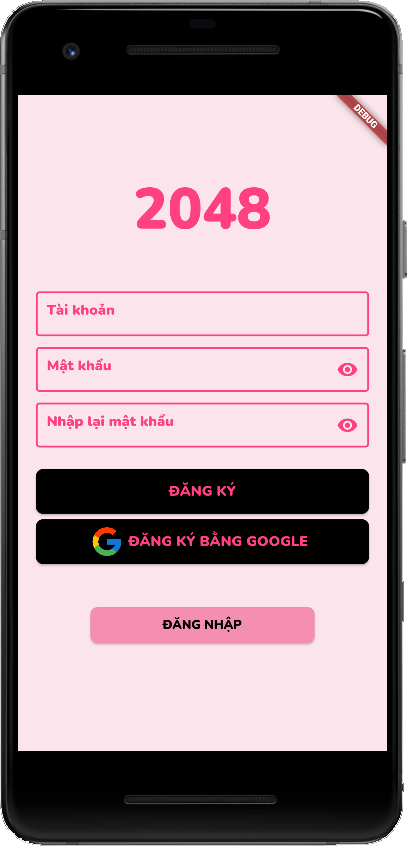 DEBUG
2048
Tài khoản
Mật khẩu
Nhập lại mật khẩu
ĐĂNG KÝ
ĐĂNG KÝ BẰNG GOOGLE
ĐĂNG NHẬP